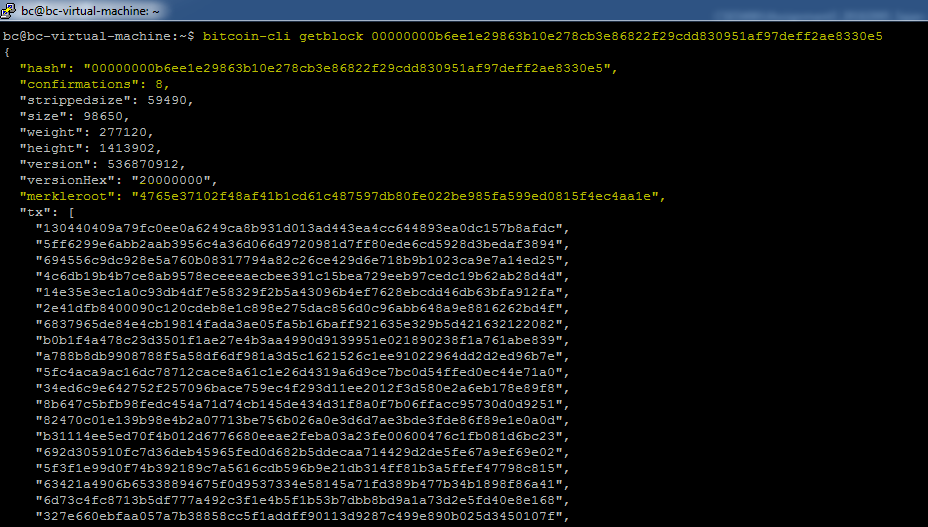 bc@bc-virtual-machine: ~
bc@bc-virtual-machine:~$ bitcoin-cli getblock 00000000b6ee1e29863b10e278cb3e86822f29cdd830951af97deff2ae8330e5
{
"hash": "00000000b6ee1e29863b10e278cb3e86822f29cdd830951af97deff2ae8330e5",
"confirmations": 8,
"strippedsize": 59490,
"size": 98650,
"weight": 277120,
"height": 1413902,
"version": 536870912,
"versionHex": "20000000",
"merkleroot": "4765e37102f48af41b1cd61c487597db80fe022be985fa599ed0815f4ec4aa1e",
"tx": [
"130440409a79fc0ee0a6249ca8b931d013ad443ea4cc644893ea0dc157b8afdc",
"5ff6299e6abb2aab3956c4a36d066d9720981d7ff80ede6cd5928d3bedaf3894",
"694556c9dc928e5a760b08317794a82c26ce429d6e718b9b1023ca9e7a14ed25",
"4c6db19b4b7ce8ab9578eceeeaecbee391c15bea729eeb97cedc19b62ab28d4d",
"14e35e3ec1a0c93db4df7e58329f2b5a43096b4ef7628ebcdd46db63bfa912fa",
"2e41dfb8400090c120cdeb8e1c898e275dac856d0c96abb648a9e8816262bd4f",
"6837965de84e4cb19814fada3ae05fa5b16baff921635e329b5d421632122082",
"b0b1f4a478c23d3501f1ae27e4b3aa4990d9139951e021890238f1a761abe839",
"a788b8db9908788f5a58df6df981a3d5c1621526c1ee91022964dd2d2ed96b7e",
"5fc4aca9ac16dc78712cace8a61c1e26d4319a6d9ce7bc0d54ffed0ec44e71a0",
"34ed6c9e642752f257096bace759ec4f293d11ee2012f3d580e2a6eb178e89f8",
"8b647c5bfb98fedc454a71d74cb145de434d31f8a0f7b06ffacc95730d0d9251",
"82470c01e139b98e4b2a07713be756b026a0e3d6d7ae3bde3fde86f89e1e0a0d",
"b31114ee5ed70f4b012d6776680eeae2feba03a23fe00600476c1fb081d6bc23",
"692d305910fc7d36deb45965fed0d682b5ddecaa714429d2de5fe67a9ef69e02",
"5f3f1e99d0f74b392189c7a5616cdb596b9e21db314ff81b3a5ffef47798c815",
"63421a4906b65338894675f0d9537334e58145a71fd389b477b34b1898f86a41",
"6d73c4fc8713b5df777a492c3f1e4b5f1b53b7dbb8bd9a1a73d2e5fd40e8e168",
"327e660ebfaa057a7b38858cc5f1addff90113d9287c499e890b025d3450107f",